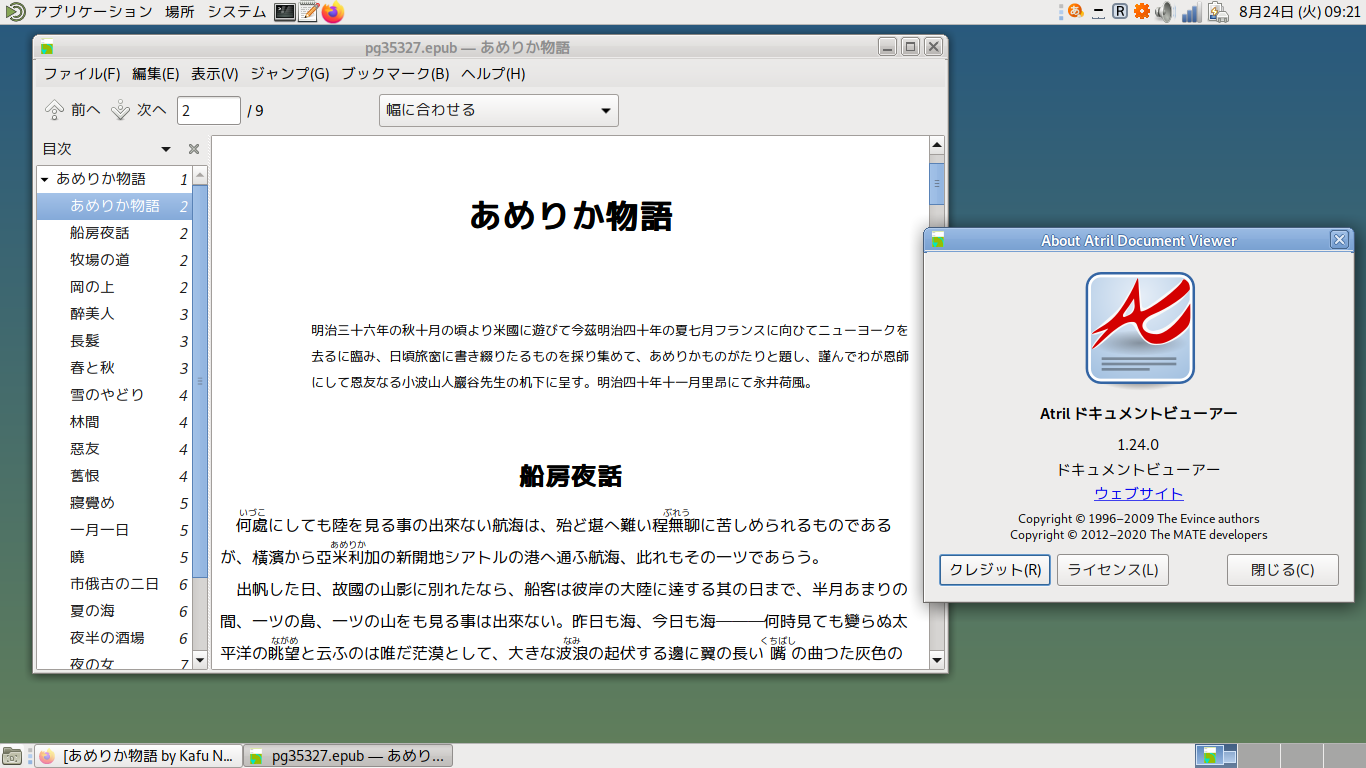 アプリケーション 場所 システム
あ R 8月24日 (火) 09:21
pg35327.epub — あめりか物語
ファイル(F) 編集(E) 表示(V) ジャンプ(G) ブックマーク(B) ヘルプ(H)
前へ 次へ 2 / 9 幅に合わせる
目次
あめりか物語 1
あめりか物語 2
船房夜話 2
牧場の道 2
岡の上 2
酔美人 3
長髮 3
春と秋 3
雪のやどり 4
林間 4
惡友 4
舊恨 4
寢覺め 5
一月一日 5
曉 5
市俄古の二日 6
夏の海 6
夜半の酒場 6
夜の女 7
あめりか物語
明治三十六年の秋十月の頃より米國に遊びて今茲明治四十年の夏七月フランスに向ひてニューヨークを
去るに臨み、日頃旅窓に書き綴りたるものを採り集めて、あめりかものがたりと題し、謹んでわが恩師
にして恩友なる小波山人巖谷先生の机下に呈す。明治四十年十一月里昂にて永井荷風。
船房夜話
いづこ ぶれう
何處にしても陸を見る事の出來ない航海は、殆ど堪へ難い程無聊に苦しめられるものである
あめりか
が、橫濱から亞米利加の新開地シアトルの港へ通ふ航海、此れもその一ツであらう。
出帆した日、故國の山影に別れたなら、船客は彼岸の大陸に達する其の日まで、半月あまりの
間、一ツの島、一ツの山をも見る事は出來ない。昨日も海、今日も海―――何時見ても變らぬ太
ながめ なみ くちばし
平洋の眺望と云ふのは唯だ茫漠として、大きな波浪の起伏する邊に翼の長い嘴の曲つた灰色の
About Atril Document Viewer
Atril ドキュメントビューアー
1.24.0
ドキュメントビューアー
ウェブサイト
Copyright © 1996–2009 The Evince authors
Copyright © 2012–2020 The MATE developers
クレジット(R) ライセンス(L) 閉じる(C)
[あめりか物語 by Kafu N... pg35327.epub — あめり...